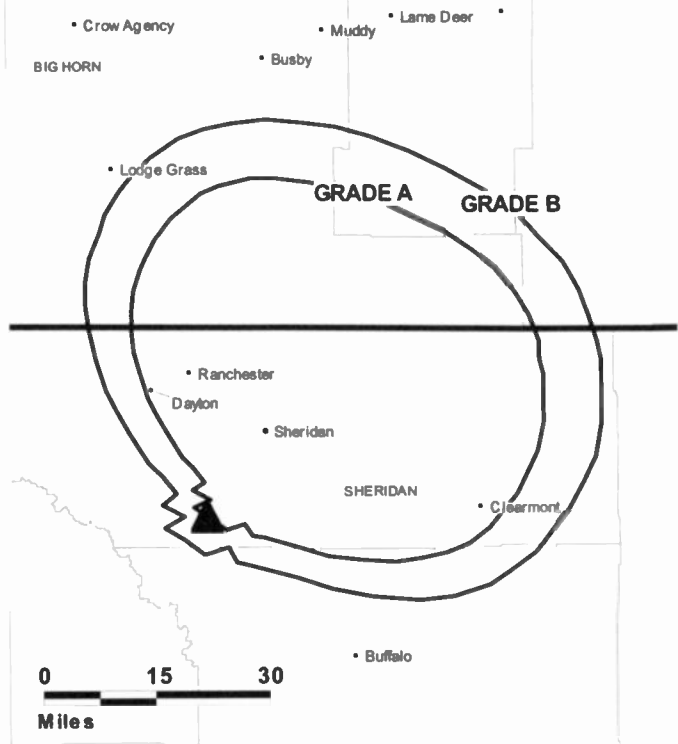 Crow Agency
Muddy
Lame Deer
Busby
BIG HORN
Lodge Grass
GRADE A
GRADE B
Ranchester
Dayton
Sheridan
SHERIDAN
Clearmont
Buffalo
0 15 30
Miles